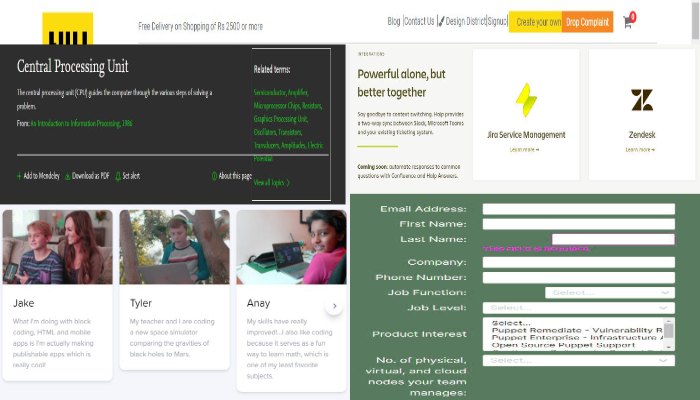 Free Delivery on Shopping of Rs 2500 or more
Blog |Contact Us | Design District|Signup|
Create your own
Drop Complaint
0
Central Processing Unit
The central processing unit (CPU) guides the computer through the various steps of solving a
problem.
From: An Introduction to Information Processing, 1986
Add to Mendeley
Download as PDF
Set alert
About this page
Related terms:
Semiconductor, Amplifier,
Microprocessor Chips, Resistors,
Graphics Processing Unit,
Oscillators, Transistors,
Transducers, Amplitudes, Electric
Potential
View all Topics
INTEGRATIONS
Powerful alone, but
better together
Say goodbye to context switching. Halp provides
a two-way sync between Slack, Microsoft Teams
and your existing ticketing system.
Coming soon: automate responses to common
questions with Confluence and Halp Answers.
Jira Service Management
Learn more
Zendesk
Learn more
Jake
What I'm doing with block
coding, HTML and mobile
apps is I'm actually making
publishable apps which is
really cool!
Tyler
My teacher and I are coding
a new space simulator
comparing the gravities of
black holes to Mars.
Anay
My skills have really
improved!...I also like coding
because it serves as a fun
way to learn math, which is
one of my least favorite
subjects.
Email Address:
First Name:
Last Name:
Company:
Phone Number:
Job Function:
Select...
Job Level:
Select...
Product Interest
Select...
Puppet Remediate - Vulnerability R
Puppet Enterprise - Infrastructure A
Open Source Puppet Support
No. of physical,
virtual, and cloud
nodes your team
manages:
Select...